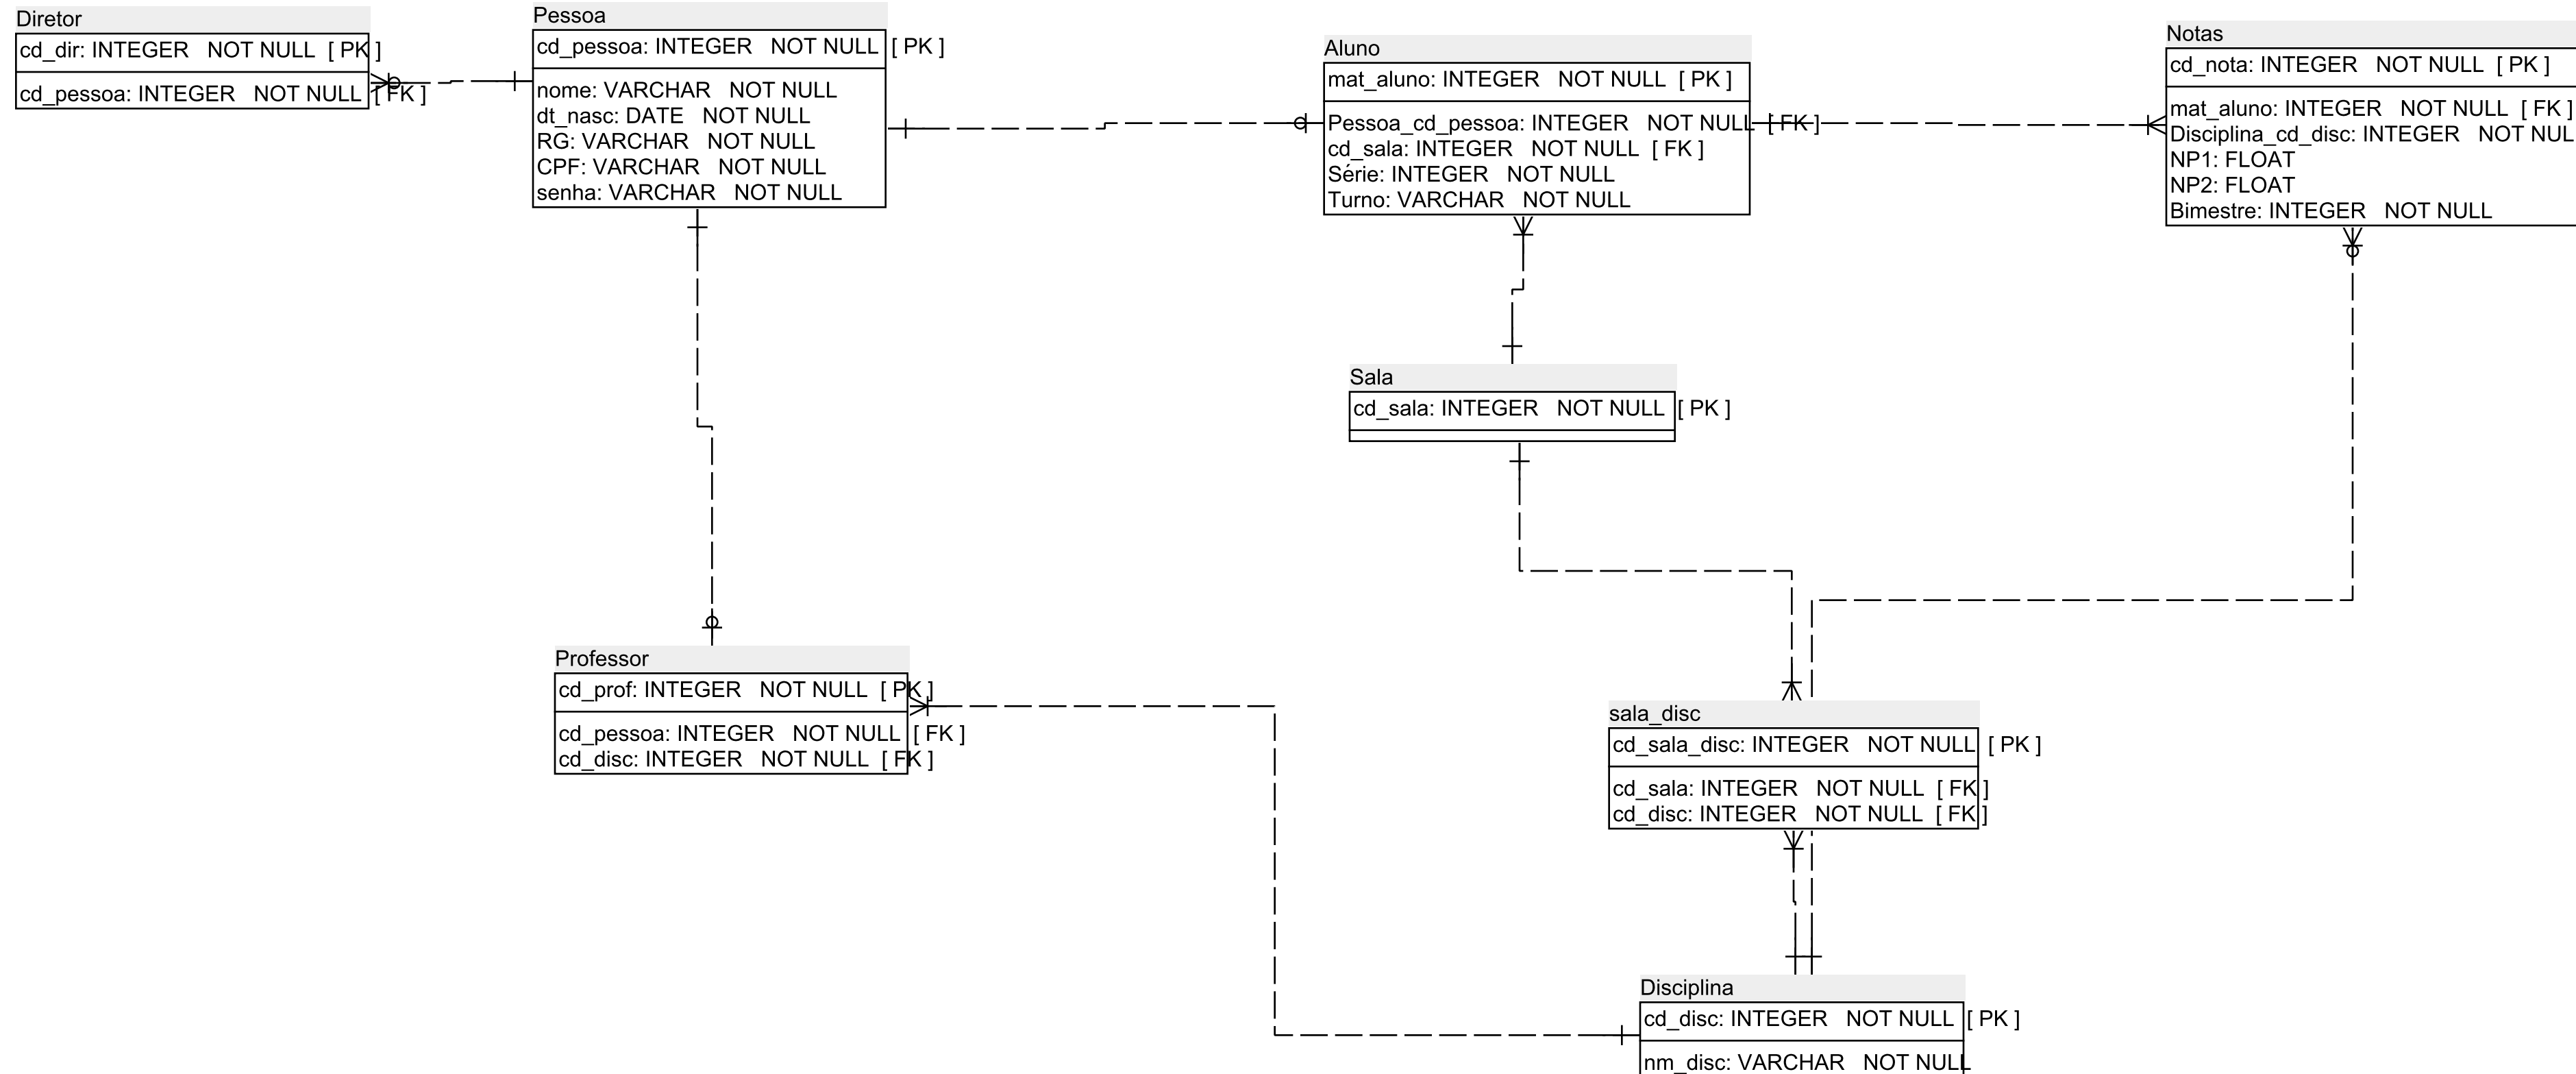 Diretor
cd_dir: INTEGER NOT NULL [ PK ]
cd_pessoa: INTEGER NOT NULL [ FK ]
Pessoa
cd_pessoa: INTEGER NOT NULL [ PK ]
nome: VARCHAR NOT NULL
dt_nasc: DATE NOT NULL
RG: VARCHAR NOT NULL
CPF: VARCHAR NOT NULL
senha: VARCHAR NOT NULL
Aluno
mat_aluno: INTEGER NOT NULL [ PK ]
Pessoa_cd_pessoa: INTEGER NOT NULL [ FK ]
cd_sala: INTEGER NOT NULL [ FK ]
Série: INTEGER NOT NULL
Turno: VARCHAR NOT NULL
Notas
cd_nota: INTEGER NOT NULL [ PK ]
mat_aluno: INTEGER NOT NULL [ FK ]
Disciplina_cd_disc: INTEGER NOT NUL
NP1: FLOAT
NP2: FLOAT
Bimestre: INTEGER NOT NULL
Sala
cd_sala: INTEGER NOT NULL [ PK ]
Professor
cd_prof: INTEGER NOT NULL [ PK ]
cd_pessoa: INTEGER NOT NULL [ FK ]
cd_disc: INTEGER NOT NULL [ FK ]
sala_disc
cd_sala_disc: INTEGER NOT NULL [ PK ]
cd_sala: INTEGER NOT NULL [ FK ]
cd_disc: INTEGER NOT NULL [ FK ]
Disciplina
cd_disc: INTEGER NOT NULL [ PK ]
nm_disc: VARCHAR NOT NULL